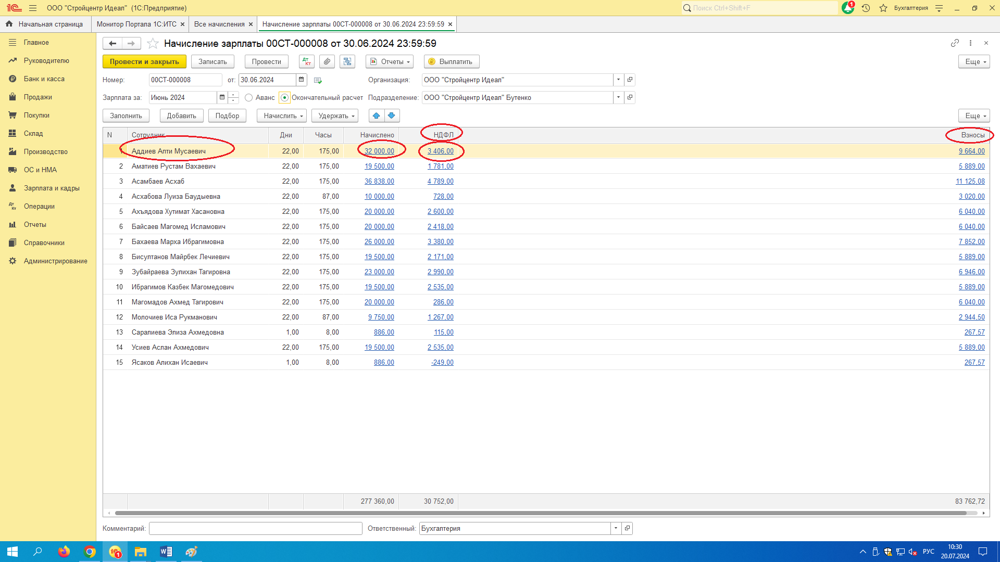 ООО "Стройцентр Идеал" (1С:Предприятие)
Поиск Ctrl+Shift+F
1
Бухгалтерия
Начальная страница
Монитор Портала 1С:ИТС
Все начисления
Начисление зарплаты 00СТ-000008 от 30.06.2024 23:59:59
Главное
Руководителю
Банк и касса
Продажи
Покупки
Склад
Производство
ОС и НМА
Зарплата и кадры
Операции
Отчеты
Справочники
Администрирование
Начисление зарплаты 00СТ-000008 от 30.06.2024 23:59:59
Провести и закрыть Записать Провести Отчеты Выплатить Еще
Номер: 00СТ-000008 от: 30.06.2024 Организация: ООО "Стройцентр Идеал"
Зарплата за: Июнь 2024 Аванс Окончательный расчет Подразделение: ООО "Стройцентр Идеал" Бутенко
Заполнить Добавить Подбор Начислить Удержать Еще
N Сотрудник Дни Часы Начислено НДФЛ Взносы
1 Аддиев Апти Мусаевич 22,00 175,00 32 000,00 3 406,00 9 664,00
2 Аматиев Рустам Вахаевич 22,00 175,00 19 500,00 1 781,00 5 889,00
3 Асамбаев Асхаб 22,00 175,00 36 838,00 4 789,00 11 125,08
4 Асхабова Луиза Баудыевна 22,00 87,00 10 000,00 728,00 3 020,00
5 Ахъядова Хутимат Хасановна 22,00 175,00 20 000,00 2 600,00 6 040,00
6 Байсаев Магомед Исламович 22,00 175,00 20 000,00 2 418,00 6 040,00
7 Бахаева Марха Ибрагимовна 22,00 175,00 26 000,00 3 380,00 7 852,00
8 Бисултанов Майрбек Лечиевич 22,00 175,00 19 500,00 2 171,00 5 889,00
9 Зубайраева Зулихан Тагировна 22,00 175,00 23 000,00 2 990,00 6 946,00
10 Ибрагимов Казбек Магомедович 22,00 175,00 19 500,00 2 535,00 5 889,00
11 Магомадов Ахмед Тагирович 22,00 175,00 20 000,00 286,00 6 040,00
12 Молочиев Иса Рукманович 22,00 87,00 9 750,00 1 267,00 2 944,50
13 Саралиева Элиза Ахмедовна 1,00 8,00 886,00 115,00 267,57
14 Усиев Аслан Ахмедович 22,00 175,00 19 500,00 2 535,00 5 889,00
15 Ясаков Алихан Исаевич 1,00 8,00 886,00 -249,00 267,57
277 360,00 30 752,00 83 762,72
Комментарий: Ответственный: Бухгалтерия
РУС
10:30
20.07.2024